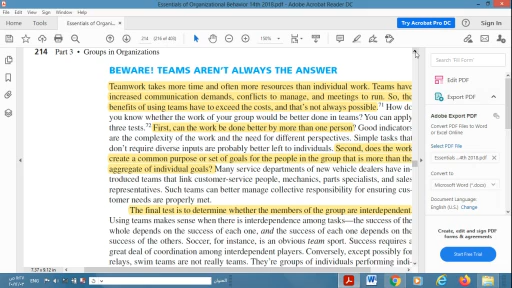 Essentials of Organizational Behavior 14th 2016.pdf - Adobe Acrobat Reader DC
File Edit View Sign Window Help
Home Tools Essentials of Organi... ×
Try Acrobat Pro DC
Sign In
214 (216 of 403)
150%
214 Part 3 • Groups in Organizations
BEWARE! TEAMS AREN'T ALWAYS THE ANSWER
Teamwork takes more time and often more resources than individual work. Teams have
increased communication demands, conflicts to manage, and meetings to run. So, the
benefits of using teams have to exceed the costs, and that's not always possible.71 How do
you know whether the work of your group would be better done in teams? You can apply
three tests.72 First, can the work be done better by more than one person? Good indicators
are the complexity of the work and the need for different perspectives. Simple tasks that
don't require diverse inputs are probably better left to individuals. Second, does the work
create a common purpose or set of goals for the people in the group that is more than the
aggregate of individual goals? Many service departments of new vehicle dealers have in-
troduced teams that link customer-service people, mechanics, parts specialists, and sales
representatives. Such teams can better manage collective responsibility for ensuring cus-
tomer needs are properly met.
The final test is to determine whether the members of the group are interdependent.
Using teams makes sense when there is interdependence among tasks—the success of the
whole depends on the success of each one, and the success of each one depends on the
success of the others. Soccer, for instance, is an obvious team sport. Success requires a
great deal of coordination among interdependent players. Conversely, except possibly for
relays, swim teams are not really teams. They're groups of individuals performing indi-
7.37 x 9.12 in
Search 'Fill Form'
Edit PDF
Export PDF
Adobe Export PDF
Convert PDF Files to Word
or Excel Online
Select PDF File
Essentials ...4th 2016.pdf ×
Convert to
Microsoft Word (*.docx)
Document Language:
English (U.S.) Change
Create, edit and sign PDF
forms & agreements
Start Free Trial
العنوان